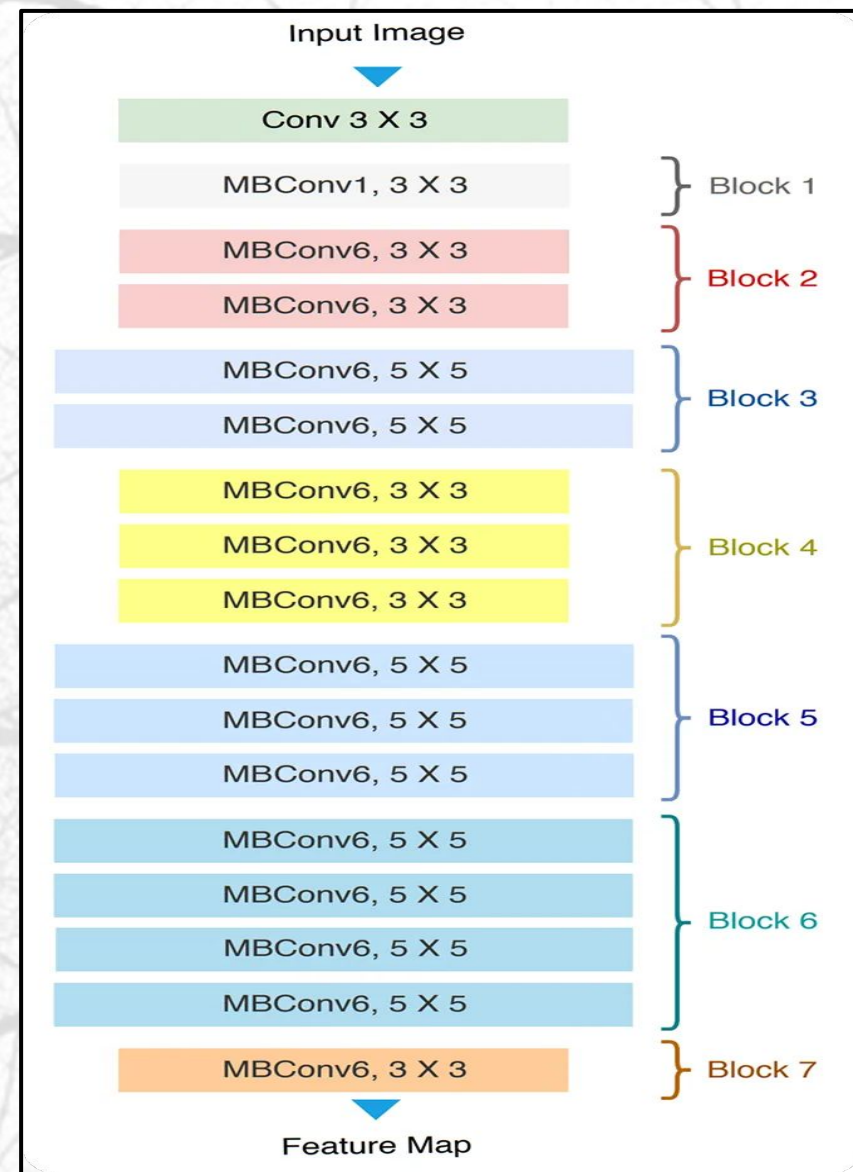 Input Image
Conv 3 X 3
MBConv1, 3 X 3
Block 1
MBConv6, 3 X 3
MBConv6, 3 X 3
Block 2
MBConv6, 5 X 5
MBConv6, 5 X 5
Block 3
MBConv6, 3 X 3
MBConv6, 3 X 3
MBConv6, 3 X 3
Block 4
MBConv6, 5 X 5
MBConv6, 5 X 5
MBConv6, 5 X 5
Block 5
MBConv6, 5 X 5
MBConv6, 5 X 5
MBConv6, 5 X 5
MBConv6, 5 X 5
Block 6
MBConv6, 3 X 3
Block 7
Feature Map